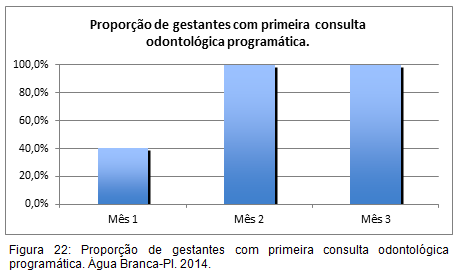 Proporção de gestantes com primeira consulta
odontológica programática.
100,0%
80,0%
60,0%
40,0%
20,0%
0,0%
Mês 1
Mês 2
Mês 3
Figura 22: Proporção de gestantes com primeira consulta odontológica
programática. Água Branca-PI. 2014.